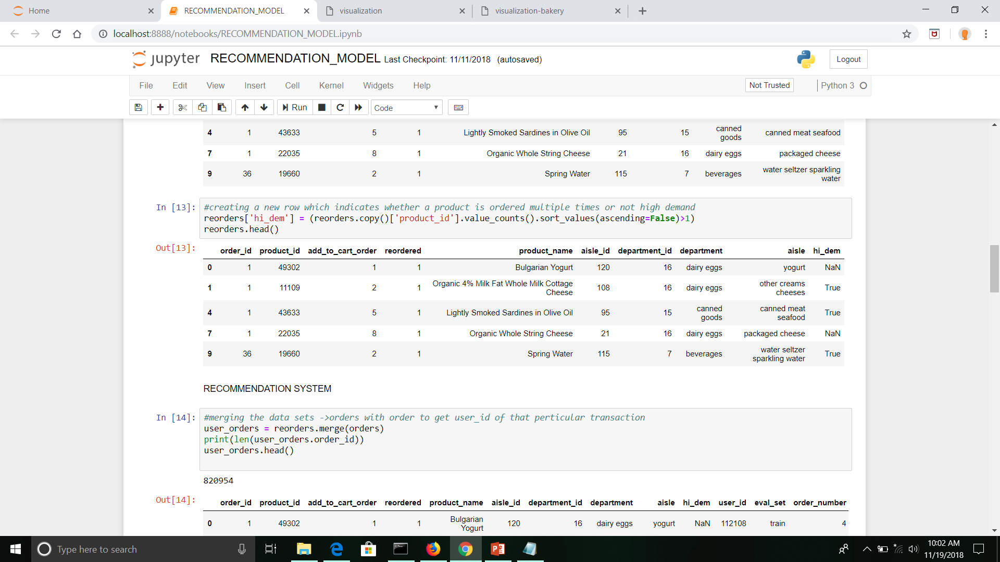 Home
RECOMMENDATION_MODEL
visualization
visualization-bakery
localhost:8888/notebooks/RECOMMENDATION_MODEL.ipynb
jupyter RECOMMENDATION_MODEL Last Checkpoint: 11/11/2018 (autosaved)
Logout
File Edit View Insert Cell Kernel Widgets Help
Not Trusted
Python 3
Run
Code
4 1 43633 5 1 Lightly Smoked Sardines in Olive Oil 95 15 canned goods canned meat seafood
7 1 22035 8 1 Organic Whole String Cheese 21 16 dairy eggs packaged cheese
9 36 19660 2 1 Spring Water 115 7 beverages water seltzer sparkling water
In [13]:
#creating a new row which indicates whether a product is ordered multiple times or not high demand
reorders['hi_dem'] = (reorders.copy()['product_id'].value_counts().sort_values(ascending=False)>1)
reorders.head()
Out[13]:
order_id product_id add_to_cart_order reordered product_name aisle_id department_id department aisle hi_dem
0 1 49302 1 1 Bulgarian Yogurt 120 16 dairy eggs yogurt NaN
1 1 11109 2 1 Organic 4% Milk Fat Whole Milk Cottage Cheese 108 16 dairy eggs other creams cheeses True
4 1 43633 5 1 Lightly Smoked Sardines in Olive Oil 95 15 canned goods canned meat seafood True
7 1 22035 8 1 Organic Whole String Cheese 21 16 dairy eggs packaged cheese NaN
9 36 19660 2 1 Spring Water 115 7 beverages water seltzer sparkling water True
RECOMMENDATION SYSTEM
In [14]:
#merging the data sets ->orders with order to get user_id of that perticular transaction
user_orders = reorders.merge(orders)
print(len(user_orders.order_id))
user_orders.head()
820954
Out[14]:
order_id product_id add_to_cart_order reordered product_name aisle_id department_id department aisle hi_dem user_id eval_set order_number
0 1 49302 1 1 Bulgarian Yogurt 120 16 dairy eggs yogurt NaN 112108 train 4
Type here to search
10:02 AM
11/19/2018